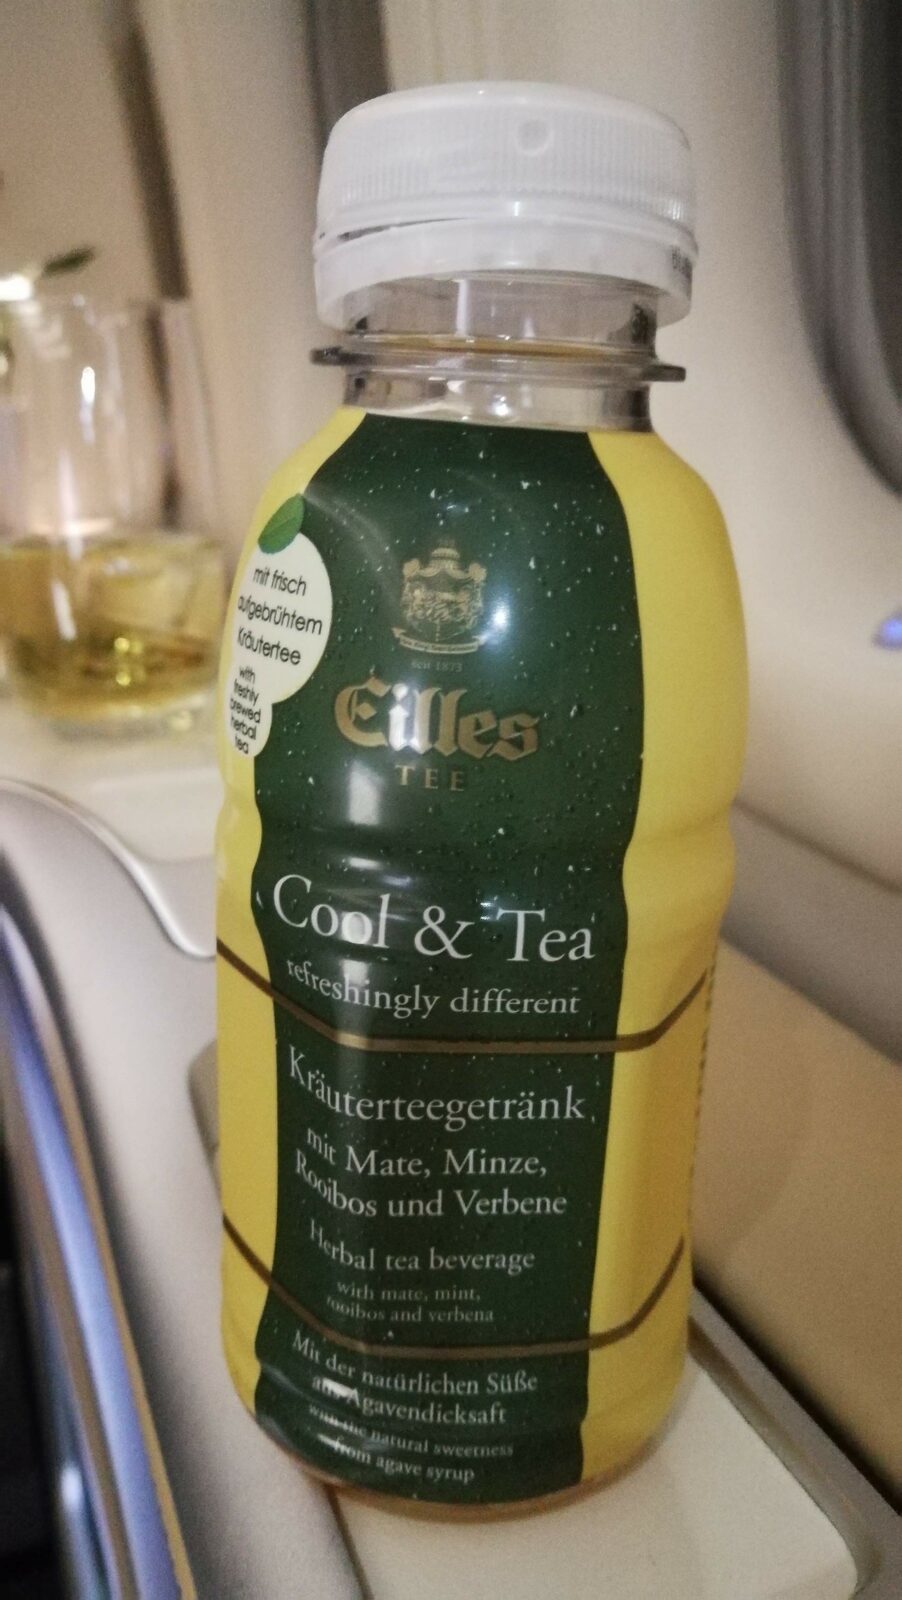 mit frisch
aufgebrühtem
Kräutertee
with
freshly
brewed
herbal
tea
seit 1873
Eilles
TEE
Cool & Tea
refreshingly different
Kräuterteegetränk
mit Mate, Minze,
Rooibos und Verbene
Herbal tea beverage
with mate, mint,
rooibos and verbena
Mit der natürlichen Süße
aus Agavendicksaft
with the natural sweetness
from agave syrup